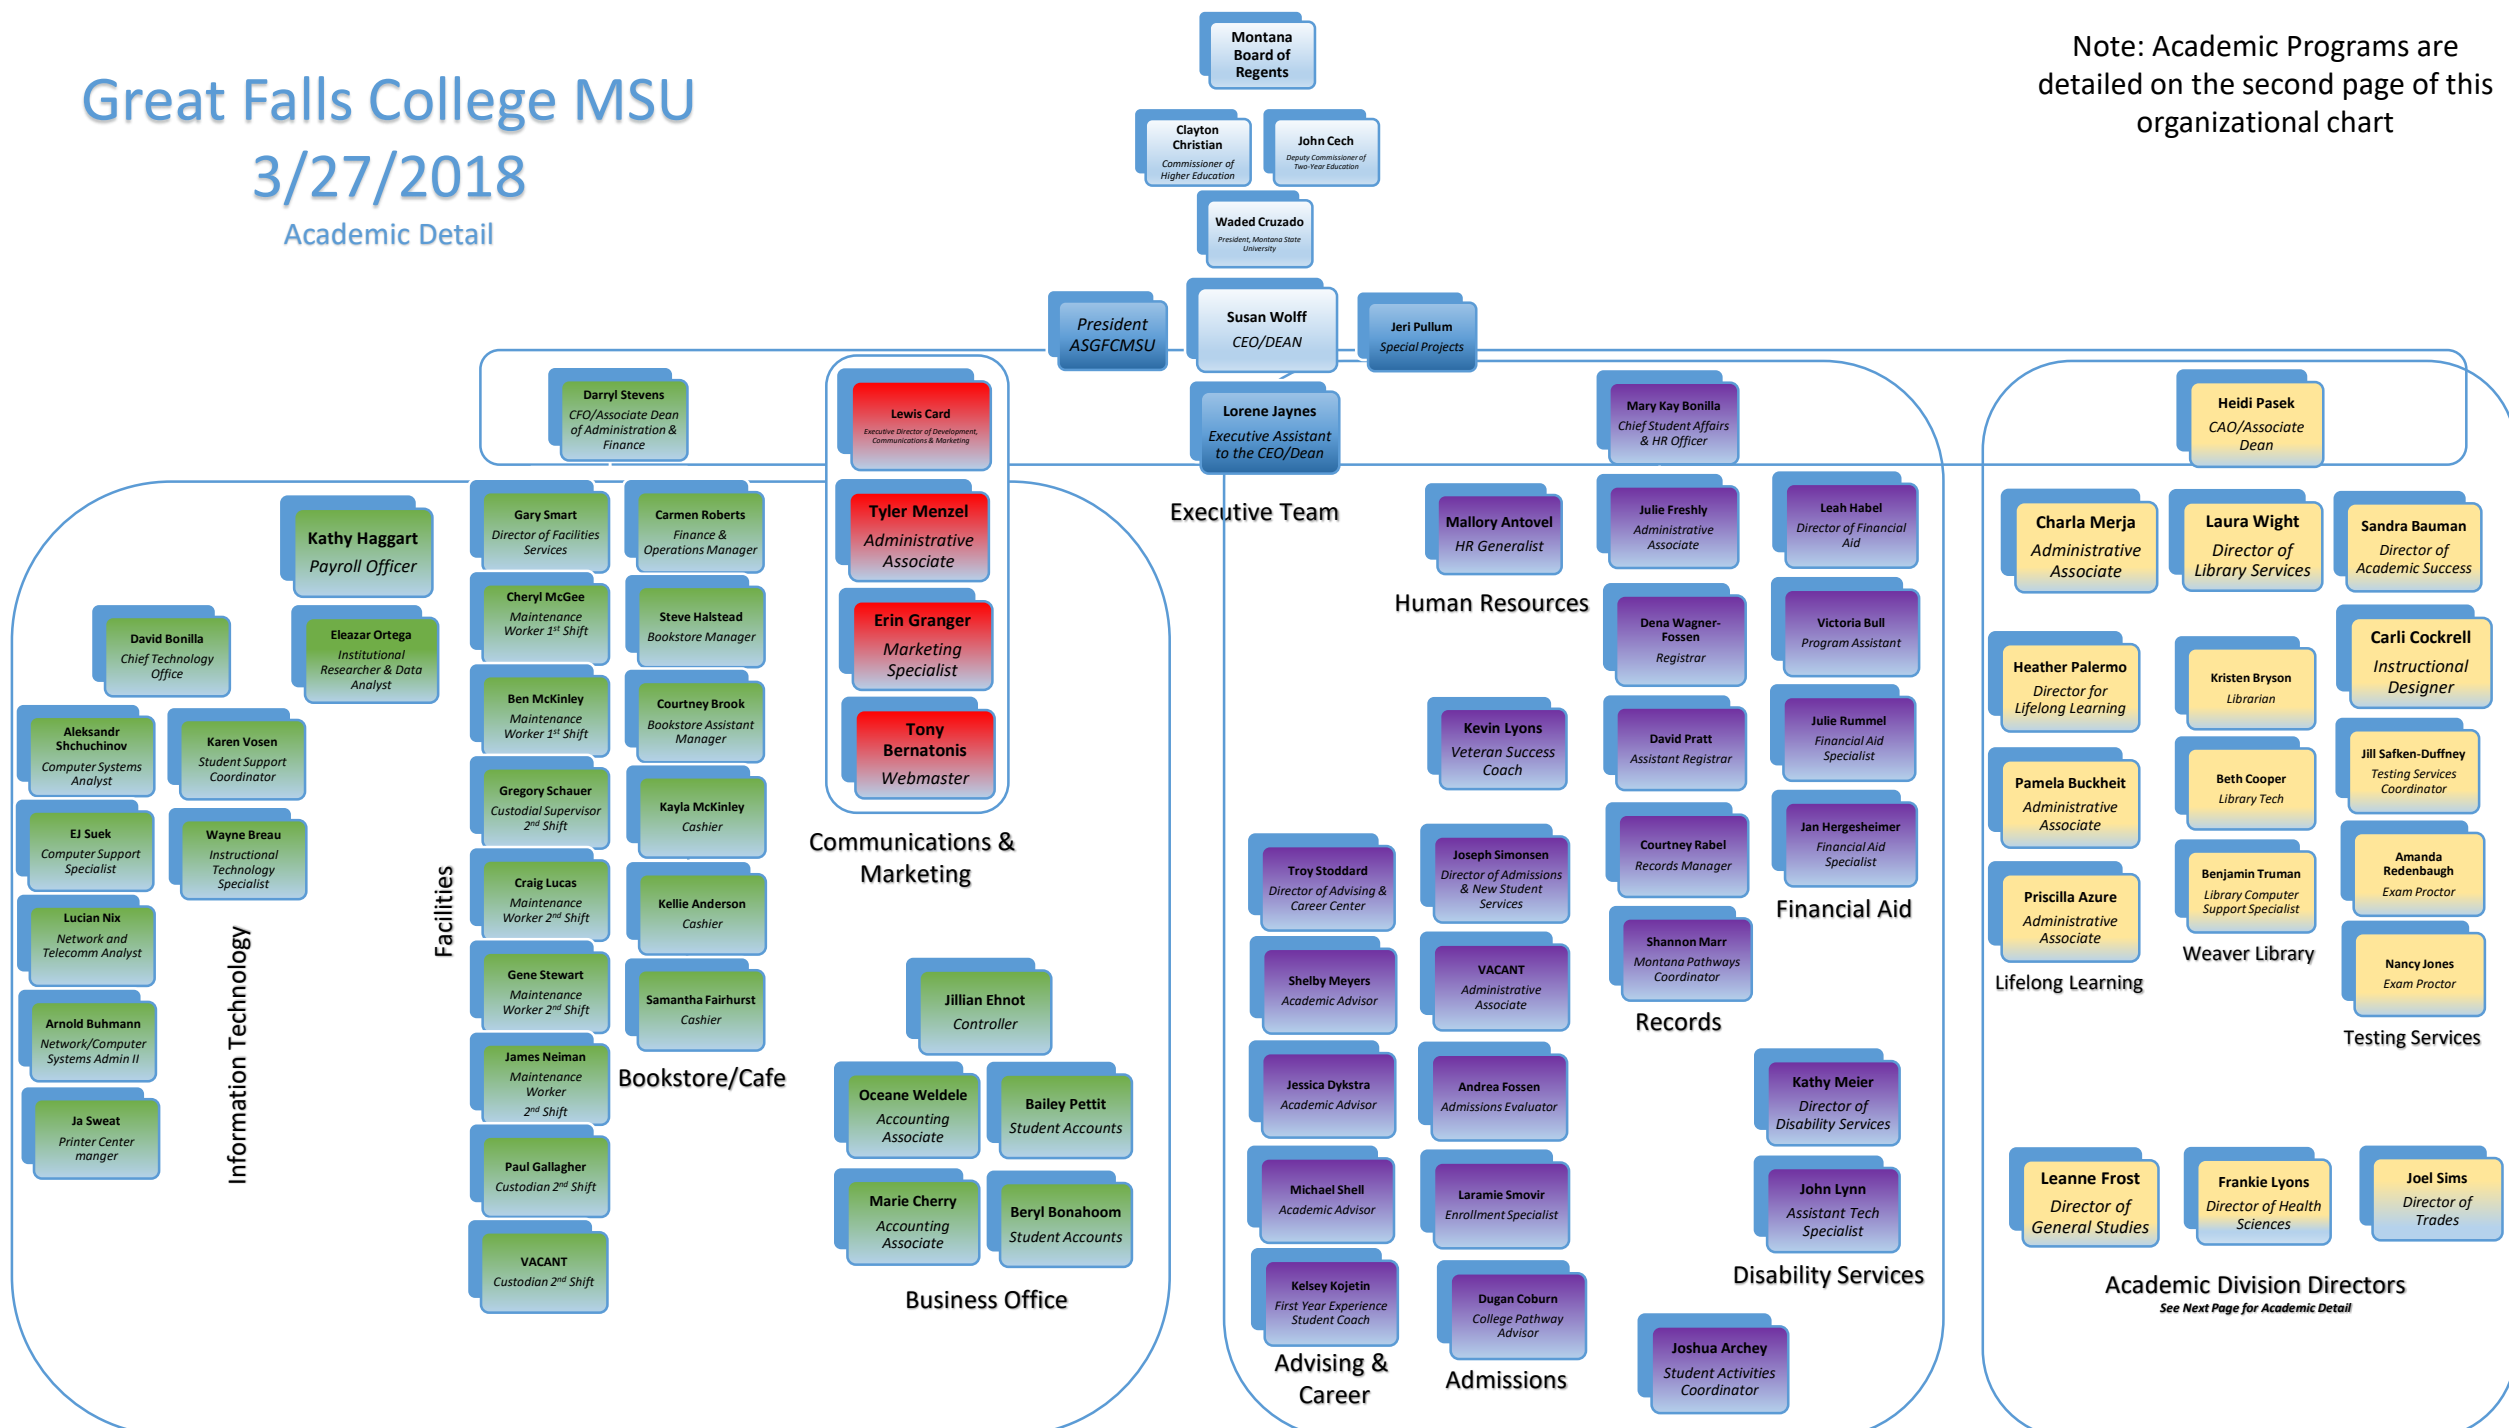 Great Falls College MSU
3/27/2018
Academic Detail
Note: Academic Programs are
detailed on the second page of this
organizational chart
Montana
Board of
Regents
Clayton
Christian
Commissioner of
Higher Education
John Cech
Deputy Commissioner of
Two-Year Education
Waded Cruzado
President, Montana State
University
President
ASGFCMSU
Susan Wolff
CEO/DEAN
Jeri Pullum
Special Projects
Darryl Stevens
CFO/Associate Dean
of Administration &
Finance
Lewis Card
Executive Director of Development,
Communications & Marketing
Lorene Jaynes
Executive Assistant
to the CEO/Dean
Mary Kay Bonilla
Chief Student Affairs
& HR Officer
Heidi Pasek
CAO/Associate
Dean
Executive Team
Kathy Haggart
Payroll Officer
David Bonilla
Chief Technology
Office
Eleazar Ortega
Institutional
Researcher & Data
Analyst
Aleksandr
Shchuchinov
Computer Systems
Analyst
Karen Vosen
Student Support
Coordinator
EJ Suek
Computer Support
Specialist
Wayne Breau
Instructional
Technology
Specialist
Lucian Nix
Network and
Telecomm Analyst
Arnold Buhmann
Network/Computer
Systems Admin II
Ja Sweat
Printer Center
manger
Information Technology
Gary Smart
Director of Facilities
Services
Cheryl McGee
Maintenance
Worker 1st Shift
Ben McKinley
Maintenance
Worker 1st Shift
Gregory Schauer
Custodial Supervisor
2nd Shift
Craig Lucas
Maintenance
Worker 2nd Shift
Gene Stewart
Maintenance
Worker 2nd Shift
James Neiman
Maintenance
Worker
2nd Shift
Paul Gallagher
Custodian 2nd Shift
VACANT
Custodian 2nd Shift
Facilities
Carmen Roberts
Finance &
Operations Manager
Steve Halstead
Bookstore Manager
Courtney Brook
Bookstore Assistant
Manager
Kayla McKinley
Cashier
Kellie Anderson
Cashier
Samantha Fairhurst
Cashier
Bookstore/Cafe
Tyler Menzel
Administrative
Associate
Erin Granger
Marketing
Specialist
Tony
Bernatonis
Webmaster
Communications &
Marketing
Jillian Ehnot
Controller
Oceane Weldele
Accounting
Associate
Bailey Pettit
Student Accounts
Marie Cherry
Accounting
Associate
Beryl Bonahoom
Student Accounts
Business Office
Mallory Antovel
HR Generalist
Human Resources
Julie Freshly
Administrative
Associate
Leah Habel
Director of Financial
Aid
Dena Wagner-
Fossen
Registrar
Victoria Bull
Program Assistant
Kevin Lyons
Veteran Success
Coach
David Pratt
Assistant Registrar
Julie Rummel
Financial Aid
Specialist
Courtney Rabel
Records Manager
Jan Hergesheimer
Financial Aid
Specialist
Financial Aid
Shannon Marr
Montana Pathways
Coordinator
Records
Troy Stoddard
Director of Advising &
Career Center
Shelby Meyers
Academic Advisor
Jessica Dykstra
Academic Advisor
Michael Shell
Academic Advisor
Kelsey Kojetin
First Year Experience
Student Coach
Advising &
Career
Joseph Simonsen
Director of Admissions
& New Student
Services
VACANT
Administrative
Associate
Andrea Fossen
Admissions Evaluator
Laramie Smovir
Enrollment Specialist
Dugan Coburn
College Pathway
Advisor
Admissions
Kathy Meier
Director of
Disability Services
John Lynn
Assistant Tech
Specialist
Disability Services
Joshua Archey
Student Activities
Coordinator
Charla Merja
Administrative
Associate
Laura Wight
Director of
Library Services
Sandra Bauman
Director of
Academic Success
Heather Palermo
Director for
Lifelong Learning
Pamela Buckheit
Administrative
Associate
Priscilla Azure
Administrative
Associate
Lifelong Learning
Kristen Bryson
Librarian
Beth Cooper
Library Tech
Benjamin Truman
Library Computer
Support Specialist
Weaver Library
Carli Cockrell
Instructional
Designer
Jill Safken-Duffney
Testing Services
Coordinator
Amanda
Redenbaugh
Exam Proctor
Nancy Jones
Exam Proctor
Testing Services
Leanne Frost
Director of
General Studies
Frankie Lyons
Director of Health
Sciences
Joel Sims
Director of
Trades
Academic Division Directors
See Next Page for Academic Detail